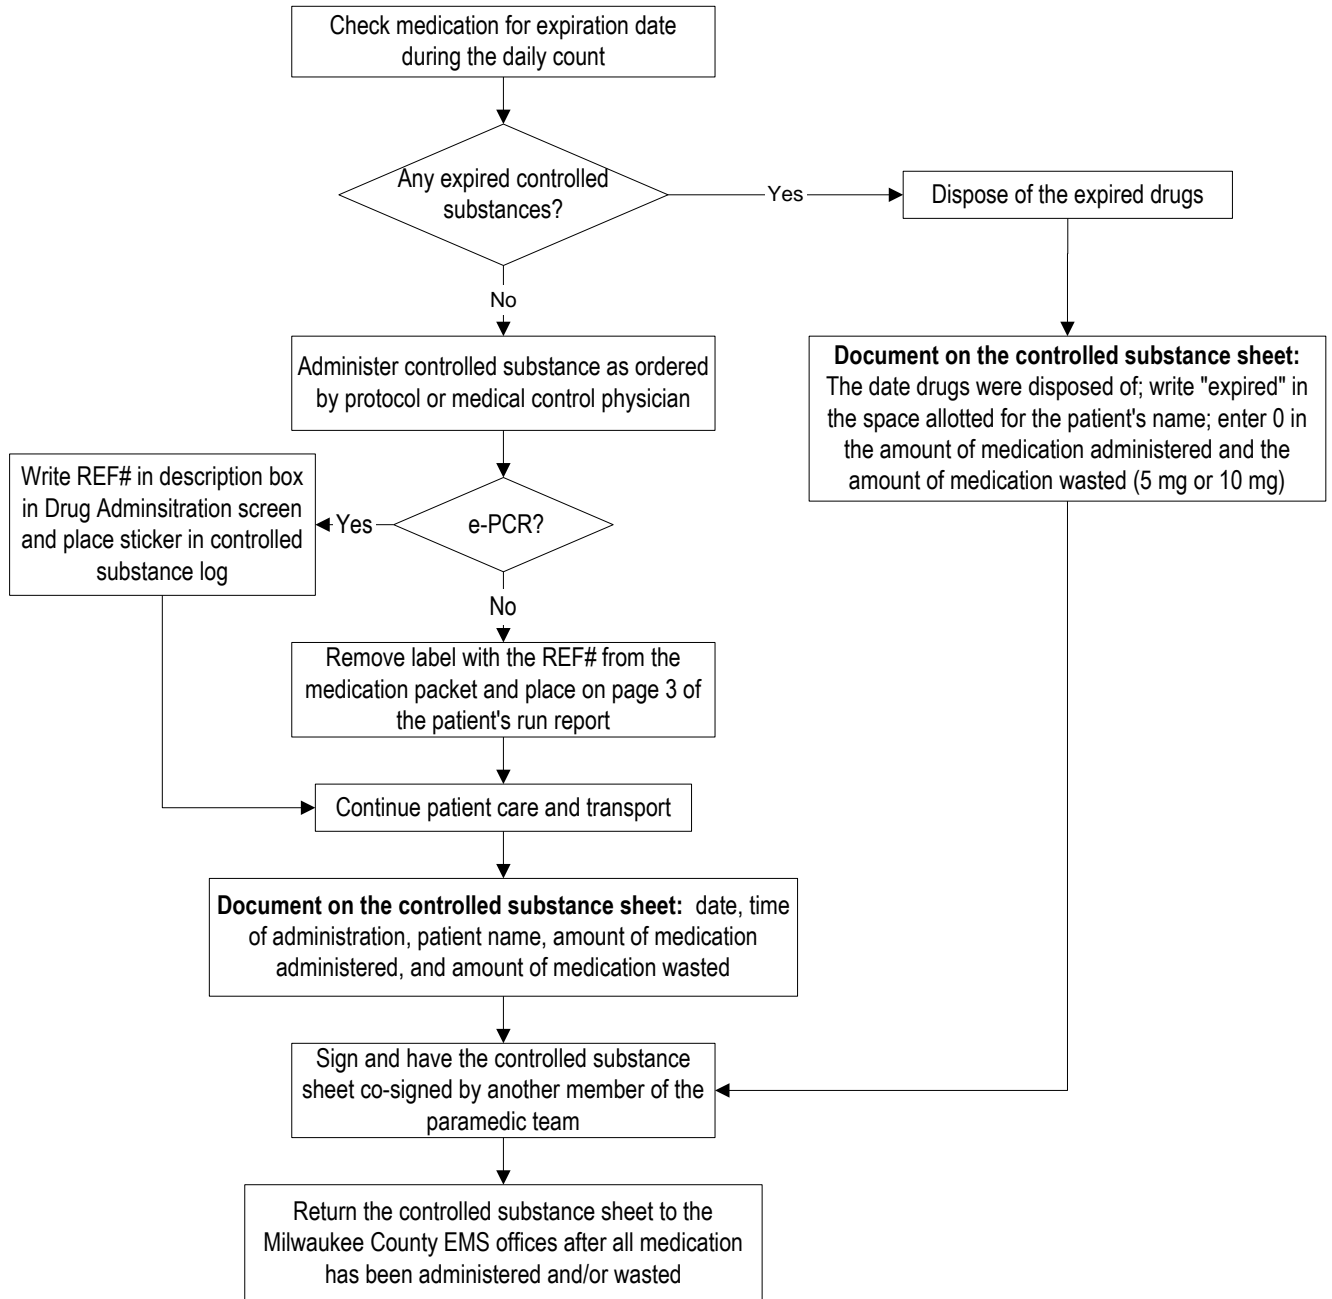 Check medication for expiration date
during the daily count
Any expired controlled
substances?
Yes
Dispose of the expired drugs
No
Administer controlled substance as ordered
by protocol or medical control physician
Document on the controlled substance sheet:
The date drugs were disposed of; write "expired" in
the space allotted for the patient's name; enter 0 in
the amount of medication administered and the
amount of medication wasted (5 mg or 10 mg)
Write REF# in description box
in Drug Adminsitration screen
and place sticker in controlled
substance log
Yes
e-PCR?
No
Remove label with the REF# from the
medication packet and place on page 3 of
the patient's run report
Continue patient care and transport
Document on the controlled substance sheet: date, time
of administration, patient name, amount of medication
administered, and amount of medication wasted
Sign and have the controlled substance
sheet co-signed by another member of the
paramedic team
Return the controlled substance sheet to the
Milwaukee County EMS offices after all medication
has been administered and/or wasted